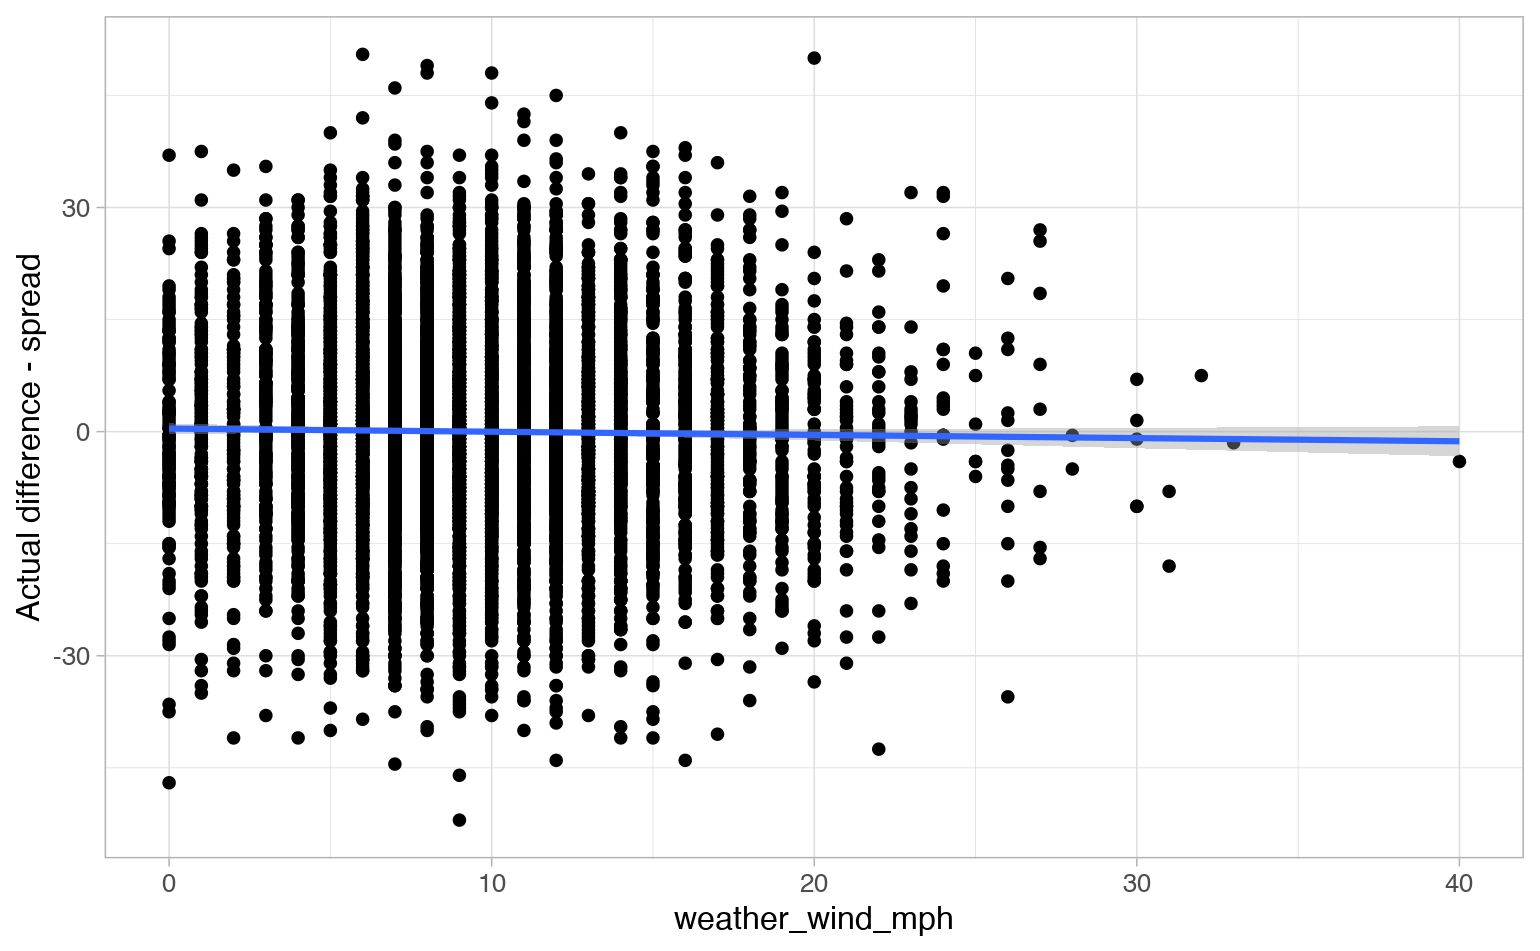 30
0
-30
Actual difference - spread
0 10 20 30 40
weather_wind_mph